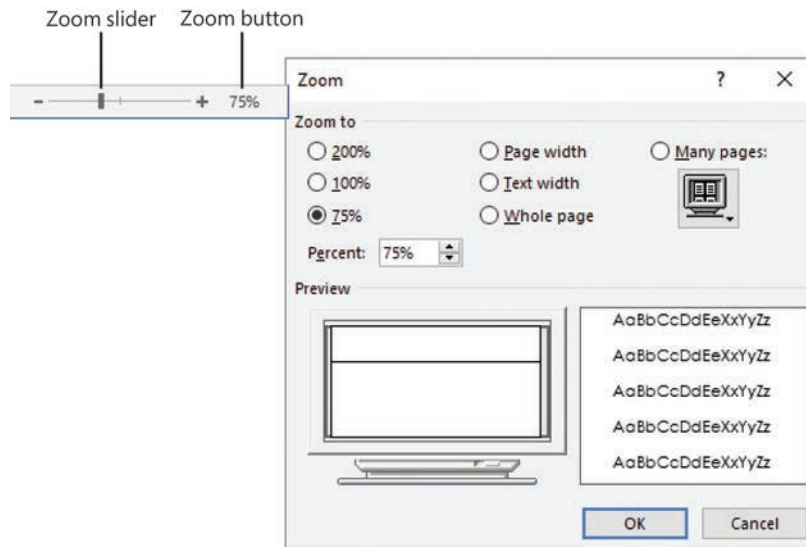 Zoom slider Zoom button
- + 75%
Zoom ? ×
Zoom to
200% Page width Many pages:
100% Text width
75% Whole page
Percent: 75%
Preview
AaBbCcDdEeXxYyZz
AaBbCcDdEeXxYyZz
AaBbCcDdEeXxYyZz
AaBbCcDdEeXxYyZz
AaBbCcDdEeXxYyZz
OK Cancel